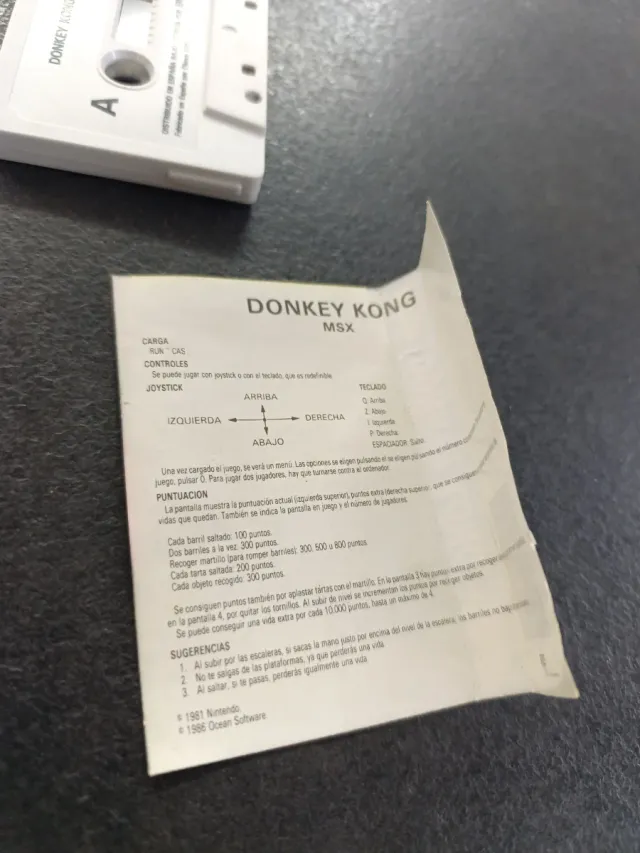 DONKEY KONG
A
DISTRIBUIDO EN ESPAÑA
DONKEY KONG
MSX
CARGA
RUN "CAS
CONTROLES
Se puede jugar con joystick o con el teclado, que es redefinible.
JOYSTICK
TECLADO
ARRIBA
Q: Arriba
IZQUIERDA
DERECHA
Z: Abajo
I: Izquierda
ABAJO
P: Derecha
ESPACIADOR: Salto.
Una vez cargado el juego, se verá un menú. Las opciones se eligen pulsando el número
juego, pulsar 0. Para jugar dos jugadores, hay que turnarse contra el ordenador.
PUNTUACION
La pantalla muestra la puntuación actual (izquierda superior), puntos extra (derecha superior), que se consiguen
vidas que quedan. También se indica la pantalla en juego y el número de jugadores.
Cada barril saltado: 100 puntos.
Dos barriles a la vez: 300 puntos.
Recoger martillo (para romper barriles): 300, 500 u 800 puntos.
Cada tarta saltada: 200 puntos.
Cada objeto recogido: 300 puntos.
Se consiguen puntos también por aplastar tartas con el martillo. En la pantalla 3 hay puntos extra por recoger
en la pantalla 4, por quitar los tornillos. Al subir de nivel se incrementan los puntos por recoger objetos.
Se puede conseguir una vida extra por cada 10.000 puntos, hasta un máximo de 4.
SUGERENCIAS
1. Al subir por las escaleras, si sacas la mano justo por encima del nivel de la escalera, los barriles no bajarán.
2. No te salgas de las plataformas, ya que perderás una vida.
3. Al saltar, si te pasas, perderás igualmente una vida.
© 1981 Nintendo.
© 1986 Ocean Software